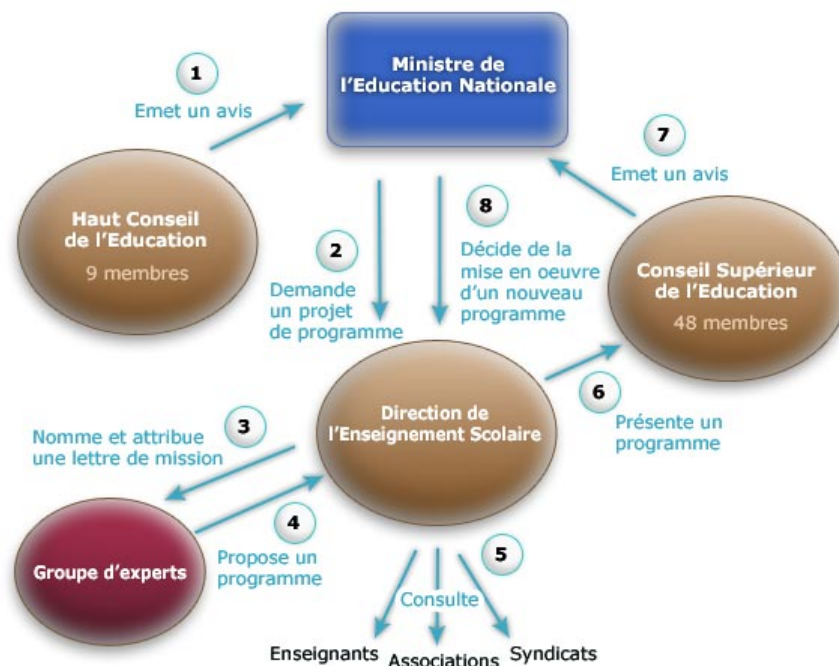 1
Emet un avis
Ministre de
l'Education Nationale
7
Emet un avis
Haut Conseil
de l'Education
9 membres
2
Demande
un projet
de programme
8
Décide de la
mise en oeuvre
d'un nouveau
programme
Conseil Supérieur
de l'Education
48 membres
Direction de
l'Enseignement Scolaire
6
Présente un
programme
3
Nomme et attribue
une lettre de mission
4
Propose un
programme
Groupe d'experts
5
Consulte
Enseignants
Associations
Syndicats